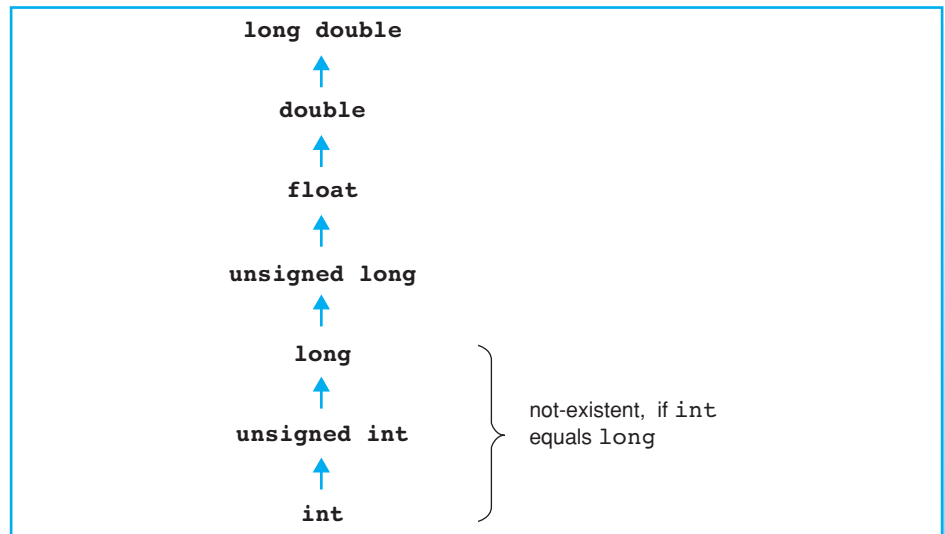 long double
double
float
unsigned long
long
unsigned int
int
not-existent, if int
equals long